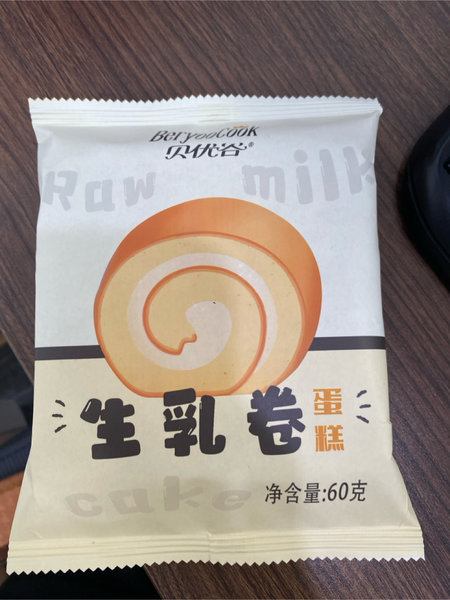 BeryooCook
贝优谷®
Raw milk
生乳卷蛋糕
cake
净含量:60克